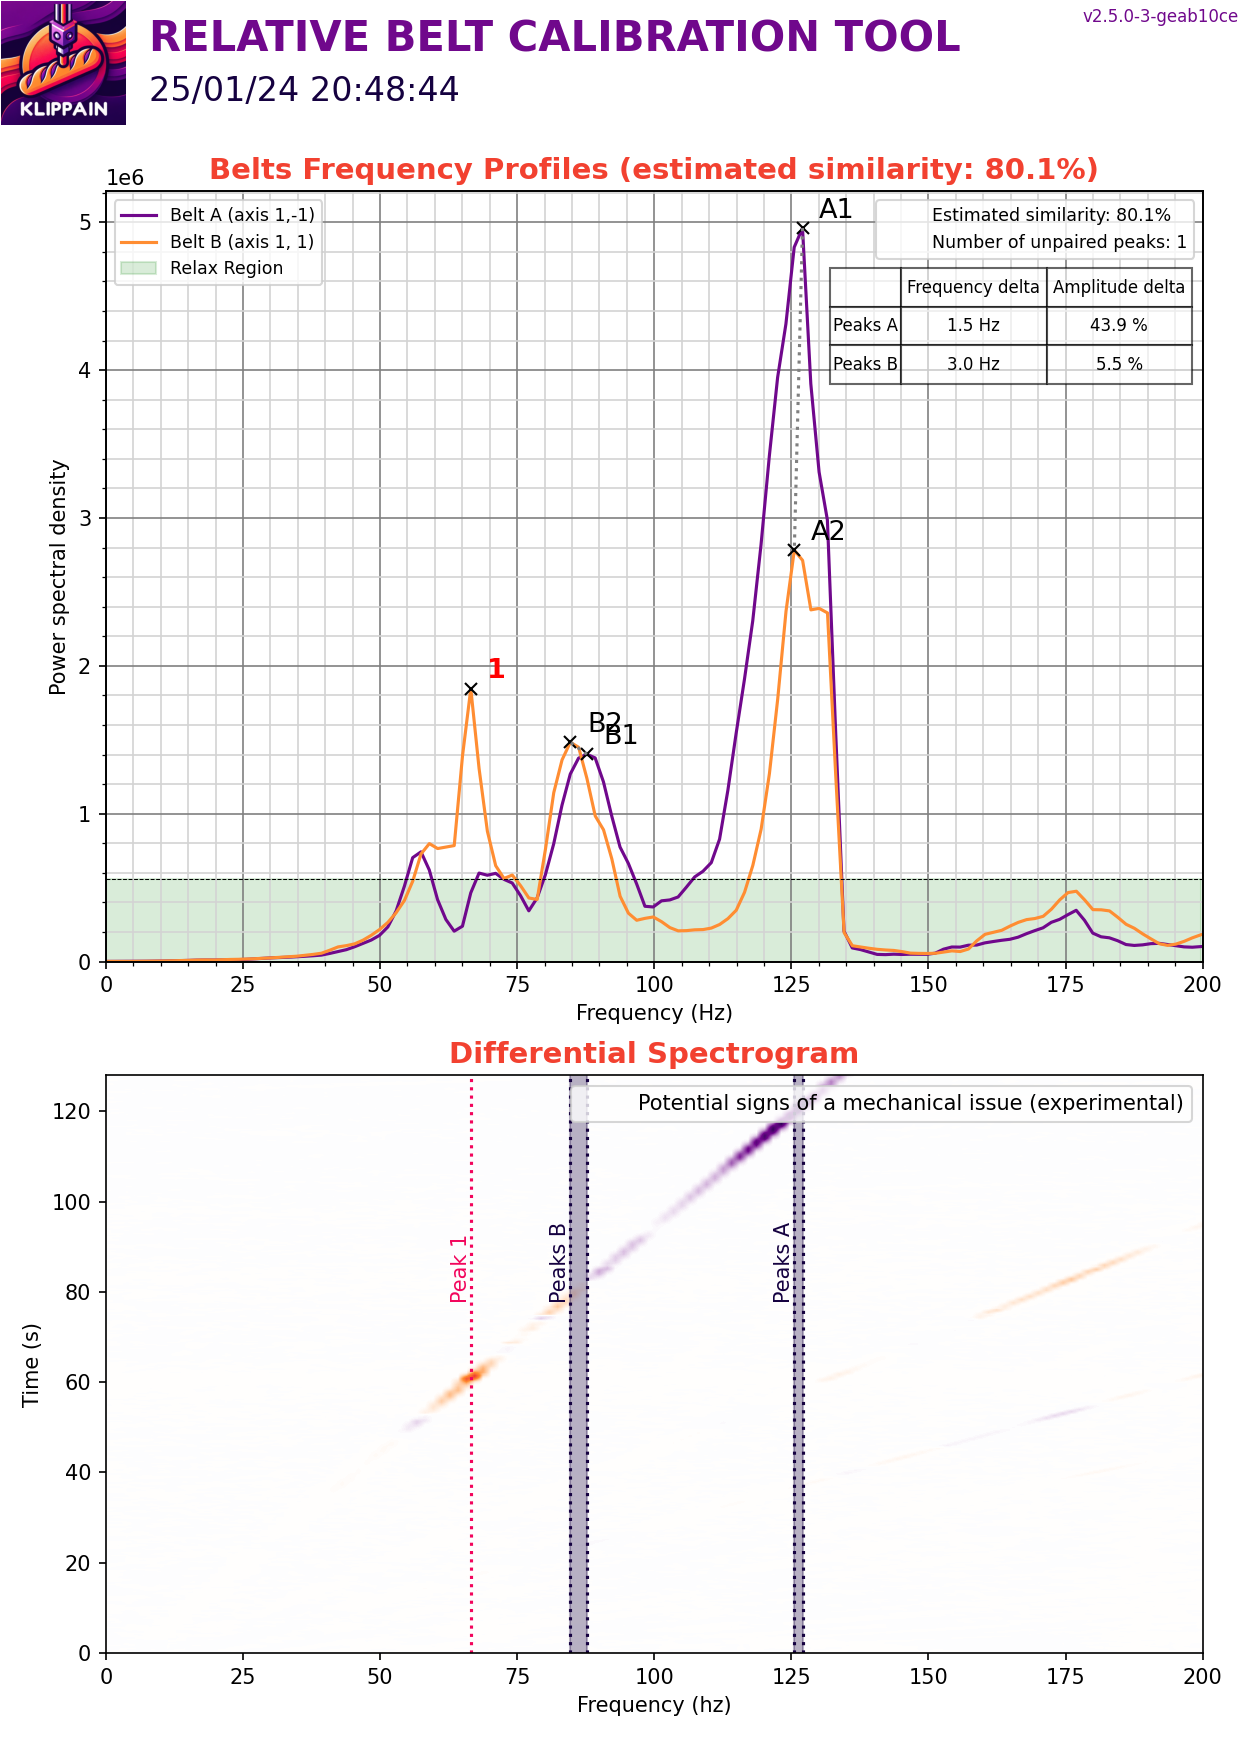 RELATIVE BELT CALIBRATION TOOL
v2.5.0-3-geab10ce
25/01/24 20:48:44
KLIPPAIN
Belts Frequency Profiles (estimated similarity: 80.1%)
1e6
Belt A (axis 1,-1)
Belt B (axis 1, 1)
Relax Region
Estimated similarity: 80.1%
Number of unpaired peaks: 1
Frequency delta Amplitude delta
Peaks A 1.5 Hz 43.9 %
Peaks B 3.0 Hz 5.5 %
A1
A2
1
B2
B1
5
4
3
2
1
0
Power spectral density
0 25 50 75 100 125 150 175 200
Frequency (Hz)
Differential Spectrogram
Potential signs of a mechanical issue (experimental)
Peak 1
Peaks B
Peaks A
120
100
80
60
40
20
0
Time (s)
0 25 50 75 100 125 150 175 200
Frequency (hz)